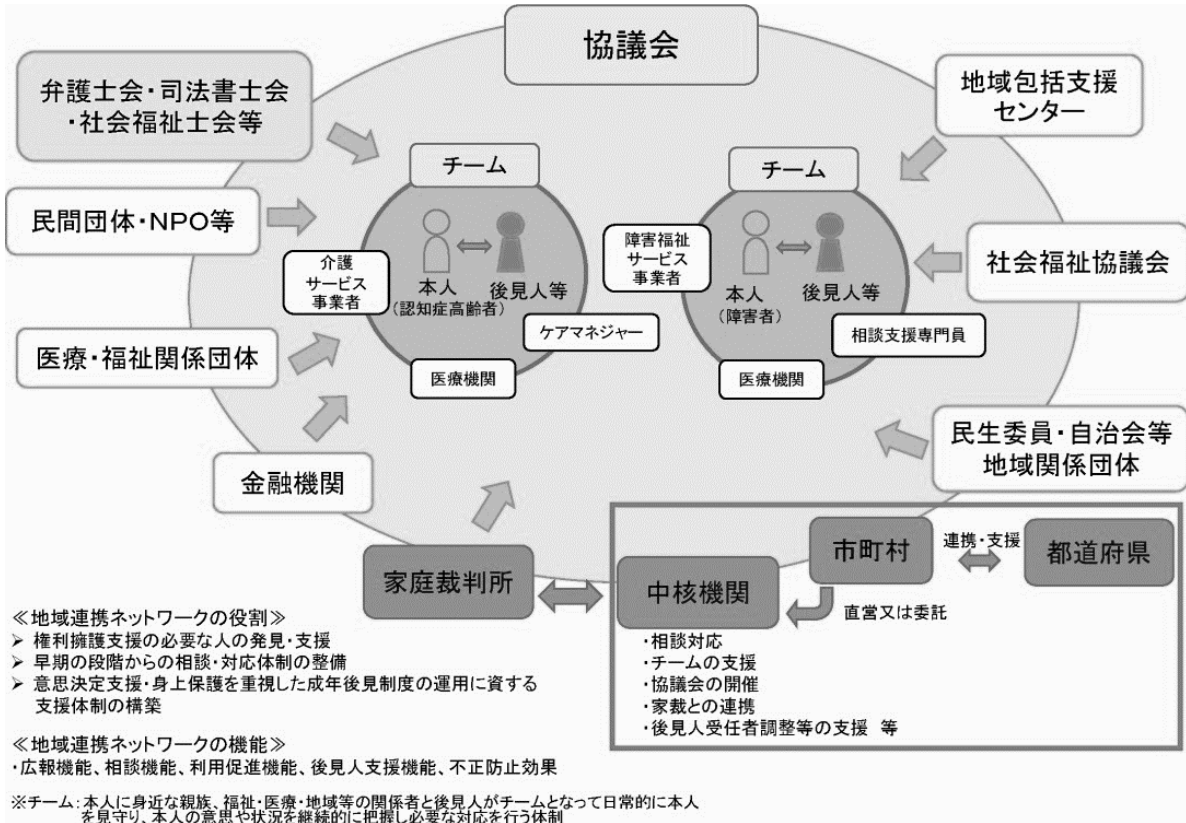 協議会
弁護士会・司法書士会
・社会福祉士会等
地域包括支援
センター
チーム
チーム
民間団体・NPO等
介護
サービス
事業者
本人
(認知症高齢者)
後見人等
ケアマネジャー
医療機関
障害福祉
サービス
事業者
本人
(障害者)
後見人等
相談支援専門員
医療機関
社会福祉協議会
医療・福祉関係団体
金融機関
民生委員・自治会等
地域関係団体
家庭裁判所
中核機関
市町村
連携・支援
都道府県
直営又は委託
・相談対応
・チームの支援
・協議会の開催
・家裁との連携
・後見人受任者調整等の支援 等
≪地域連携ネットワークの役割≫
➢ 権利擁護支援の必要な人の発見・支援
➢ 早期の段階からの相談・対応体制の整備
➢ 意思決定支援・身上保護を重視した成年後見制度の運用に資する
支援体制の構築
≪地域連携ネットワークの機能≫
・広報機能、相談機能、利用促進機能、後見人支援機能、不正防止効果
※チーム:本人に身近な親族、福祉・医療・地域等の関係者と後見人がチームとなって日常的に本人
を見守り、本人の意思や状況を継続的に把握し必要な対応を行う体制